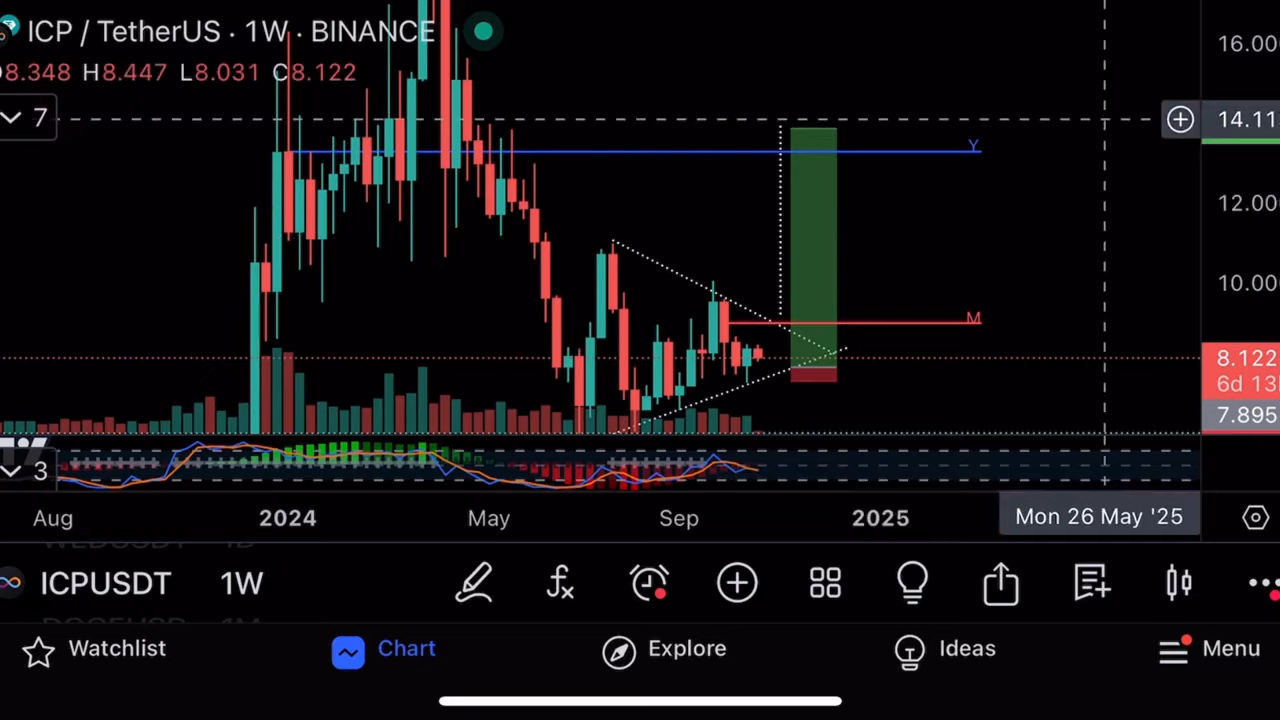 ICP / TetherUS · 1W · BINANCE
8.348 H8.447 L8.031 C8.122
16.00
7
14.11
Y
12.00
10.00
M
8.122
6d 13
7.895
3
Aug 2024 May Sep 2025 Mon 26 May '25
ICPUSDT 1W
Watchlist Chart Explore Ideas Menu